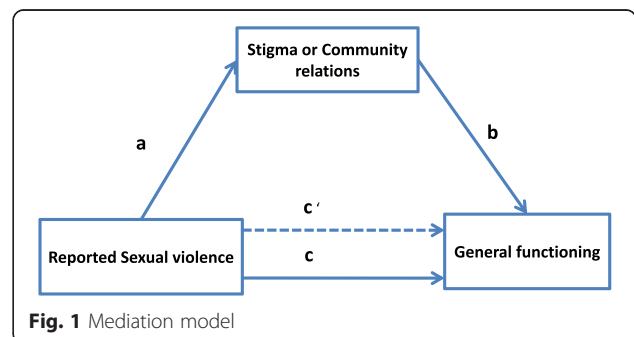 Stigma or Community
relations
a
b
c ‘
Reported Sexual violence
General functioning
c
Fig. 1 Mediation model